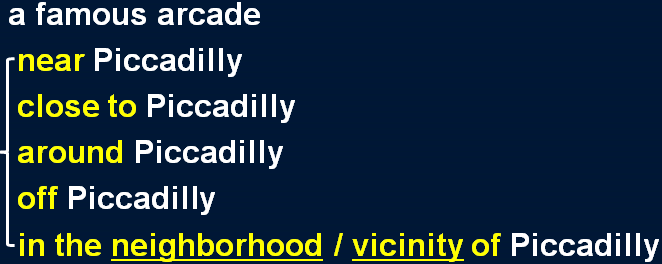 a famous arcade
near Piccadilly
close to Piccadilly
around Piccadilly
off Piccadilly
in the neighborhood / vicinity of Piccadilly